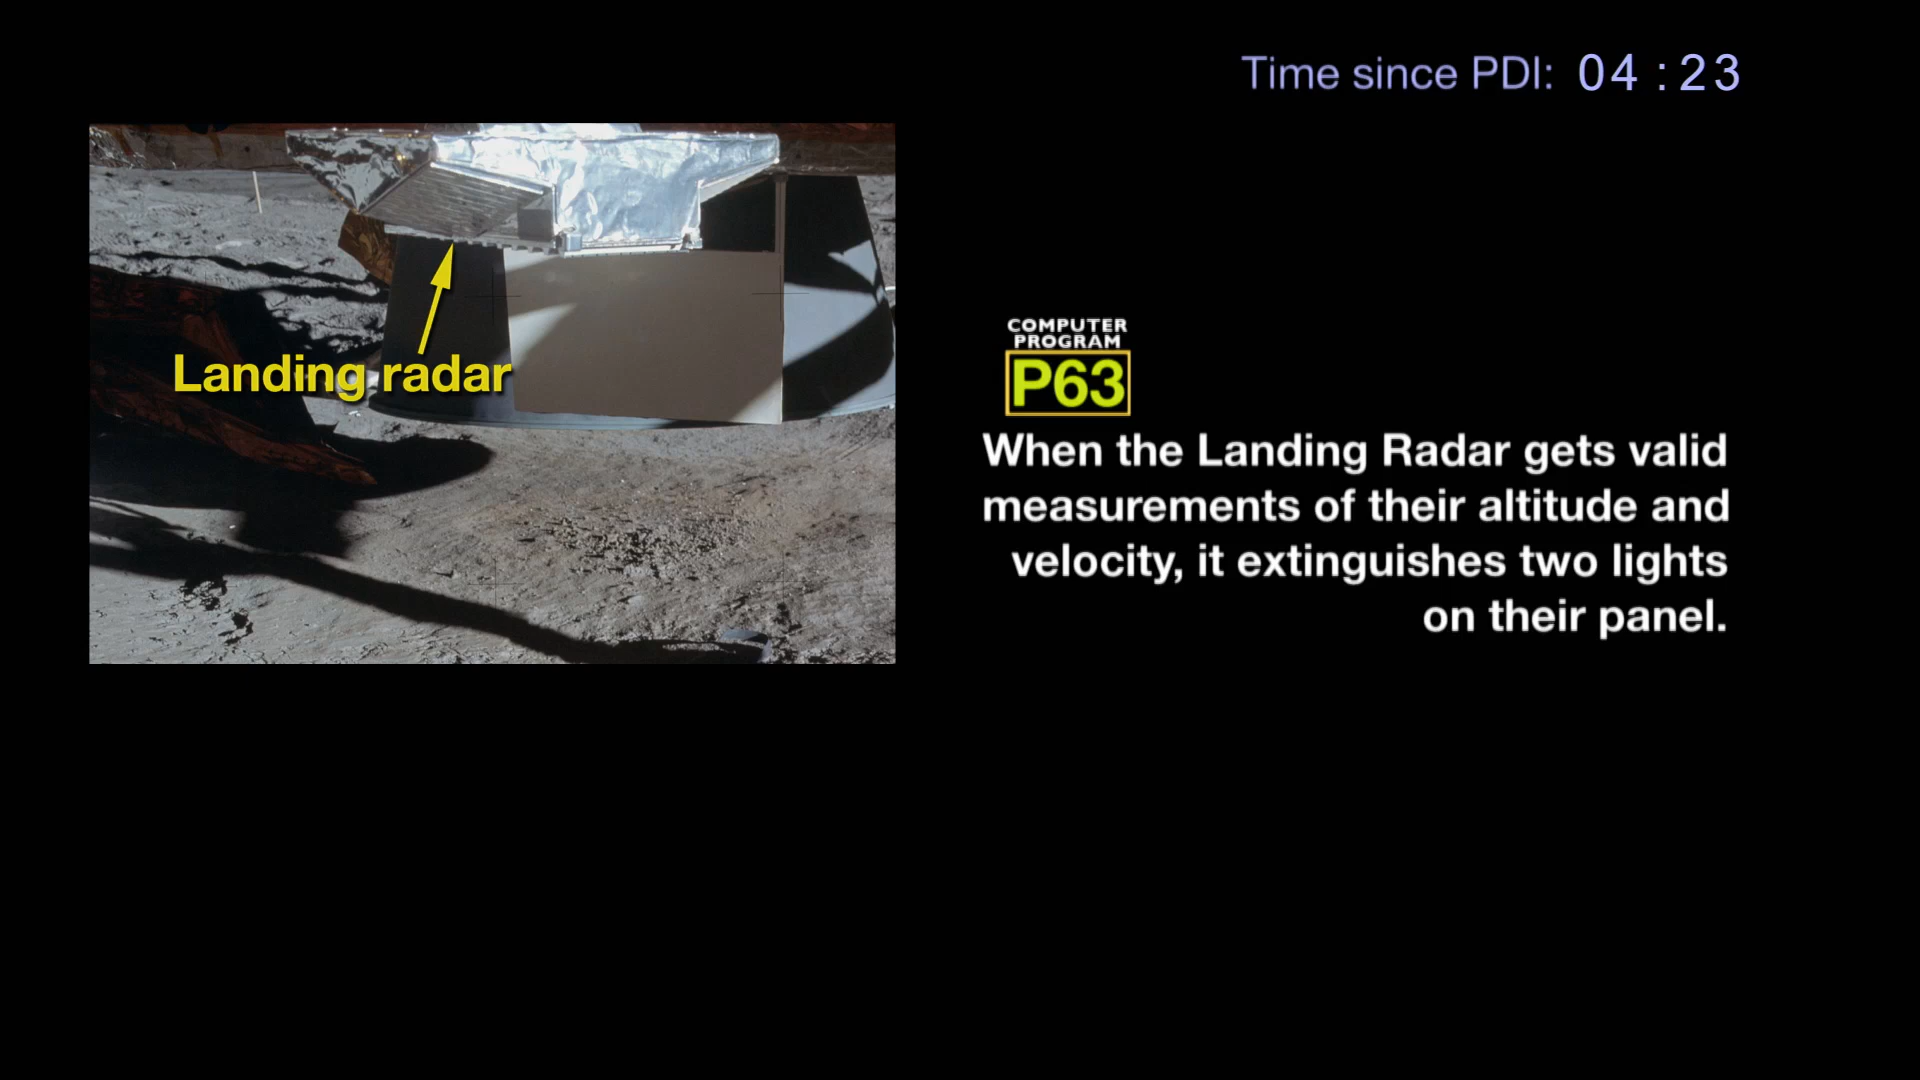 Time since PDI: 04 : 23
Landing radar
COMPUTER
PROGRAM
P63
When the Landing Radar gets valid
measurements of their altitude and
velocity, it extinguishes two lights
on their panel.